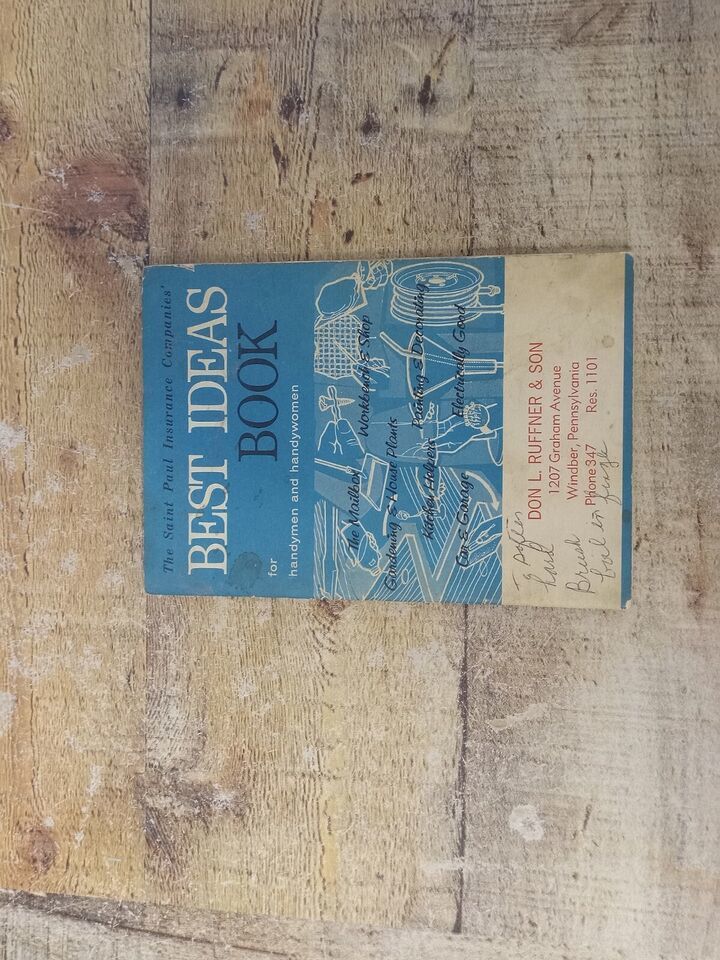 The Saint Paul Insurance Companies'
BEST IDEAS
BOOK
for
handymen and handywomen
The Mailbox
Workbench & Shop
Gardening & House Plants
Painting & Decorating
Kitchen Helpers
Electrically Good
Car & Garage
DON L. RUFFNER & SON
1207 Graham Avenue
Windber, Pennsylvania
Phone 347 Res. 1101
hard
Brush